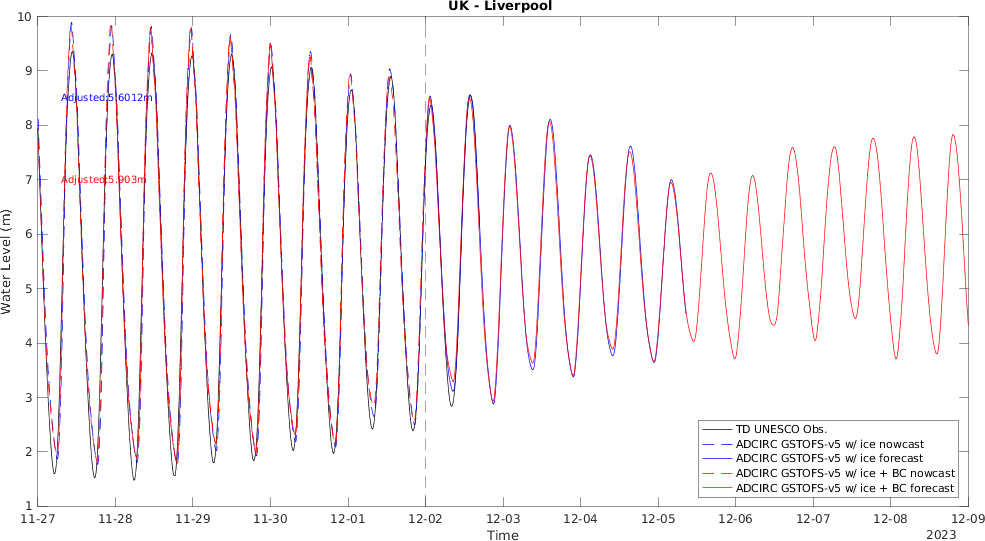 UK - Liverpool
10
9
8
7
6
5
4
3
2
1
Water Level (m)
Adjusted:5.6012m
Adjusted:5.903m
TD UNESCO Obs.
ADCIRC GSTOFS-v5 w/ ice nowcast
ADCIRC GSTOFS-v5 w/ ice forecast
ADCIRC GSTOFS-v5 w/ ice + BC nowcast
ADCIRC GSTOFS-v5 w/ ice + BC forecast
11-27 11-28 11-29 11-30 12-01 12-02 12-03 12-04 12-05 12-06 12-07 12-08 12-09
Time
2023